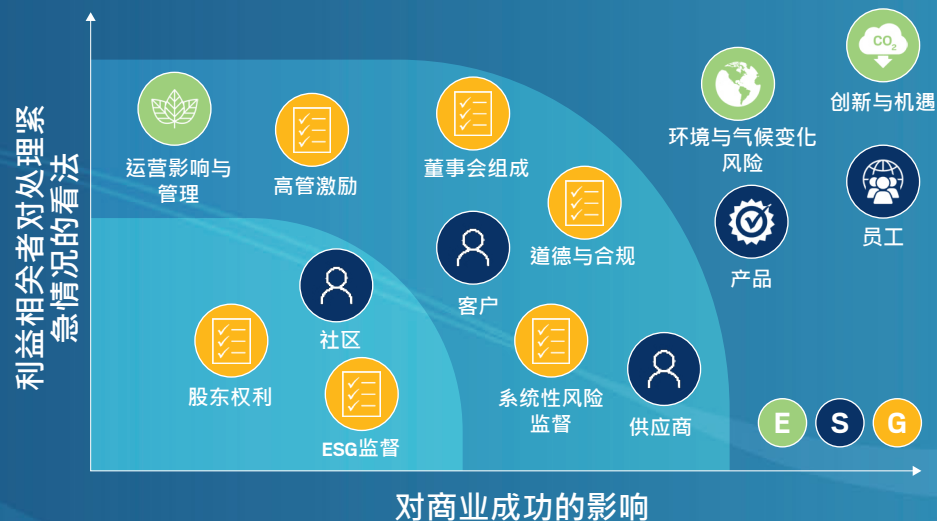 利益相关者对处理紧
急情况的看法
CO₂
创新与机遇
环境与气候变化
风险
运营影响与
管理
高管激励
董事会组成
员工
道德与合规
产品
客户
社区
股东权利
系统性风险
监督
供应商
ESG监督
E S G
对商业成功的影响